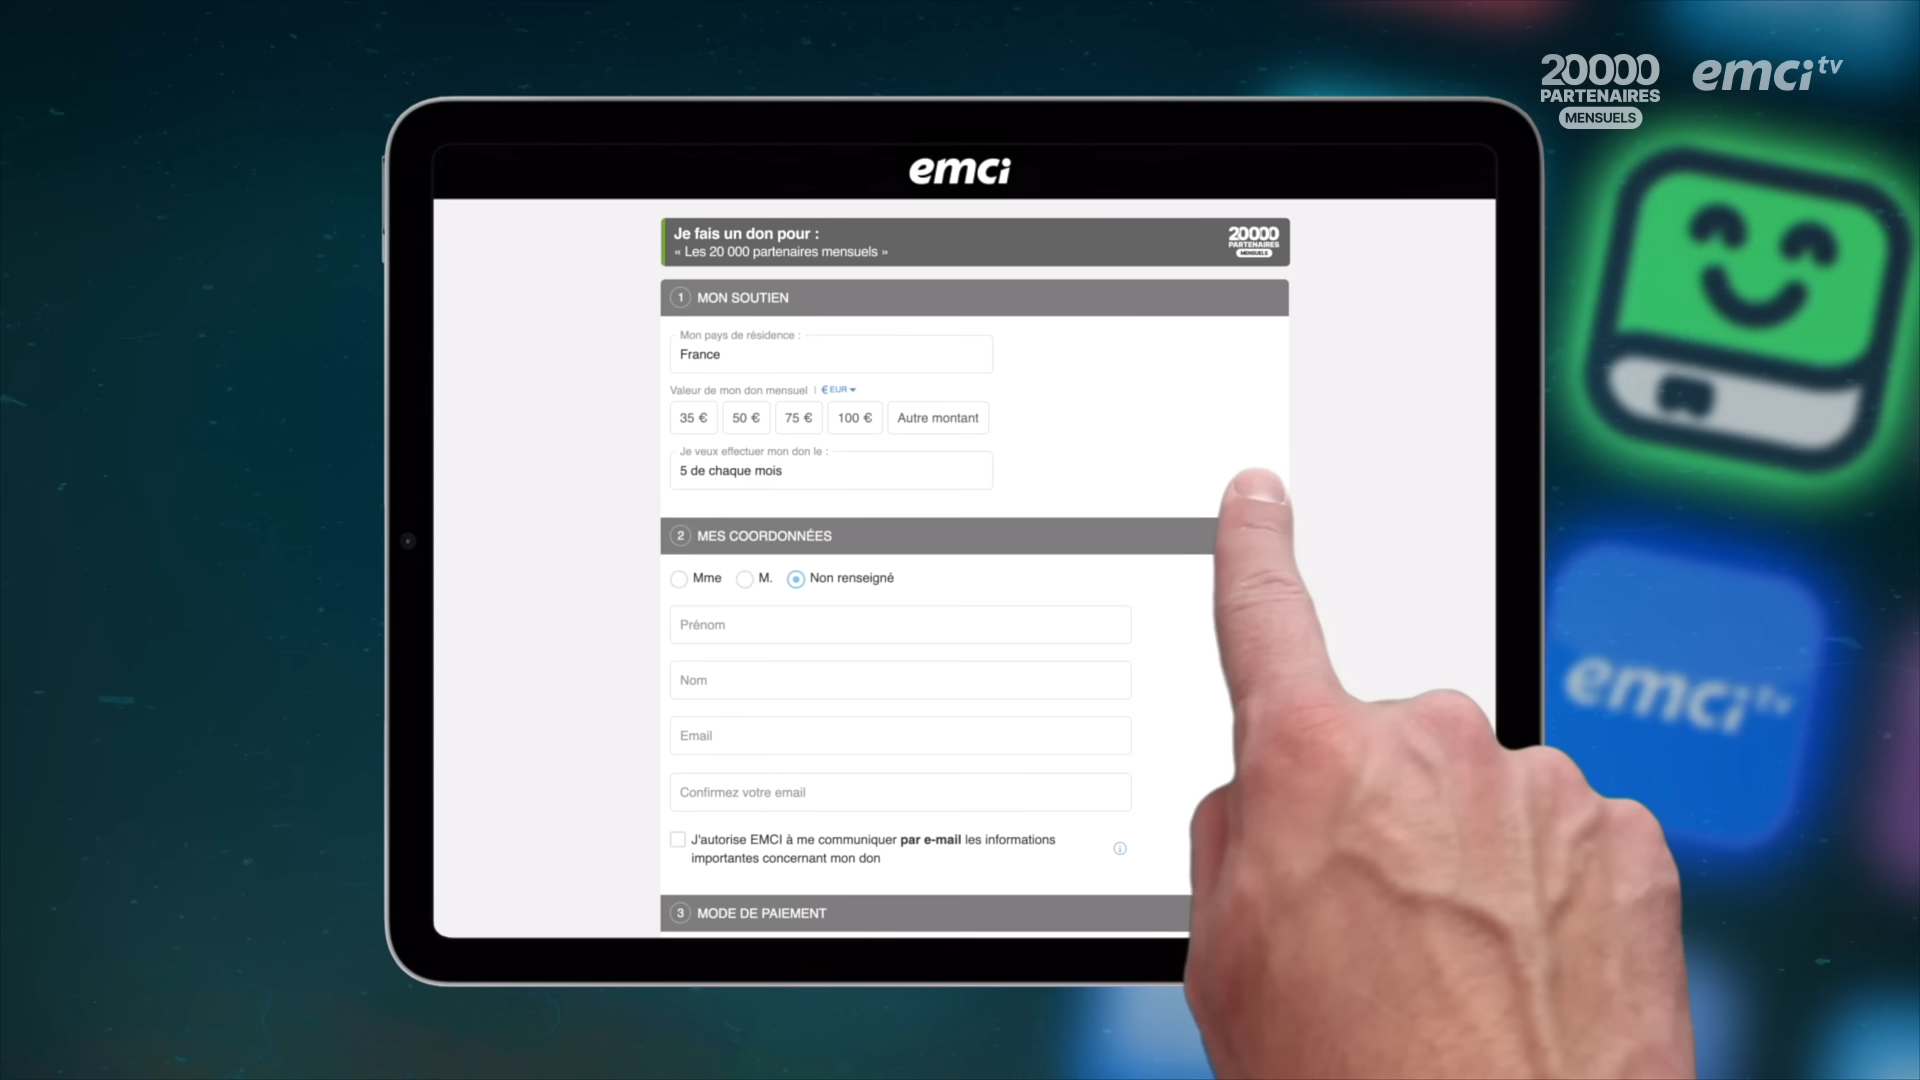 20000
PARTENAIRES
MENSUELS
emci tv
emci
Je fais un don pour :
« Les 20 000 partenaires mensuels »
20000
PARTENAIRES
MENSUELS
1 MON SOUTIEN
Mon pays de résidence :
France
Valeur de mon don mensuel | € EUR
35 € 50 € 75 € 100 € Autre montant
Je veux effectuer mon don le :
5 de chaque mois
2 MES COORDONNÉES
Mme M. Non renseigné
Prénom
Nom
Email
Confirmez votre email
J'autorise EMCI à me communiquer par e-mail les informations
importantes concernant mon don
3 MODE DE PAIEMENT
emci tv